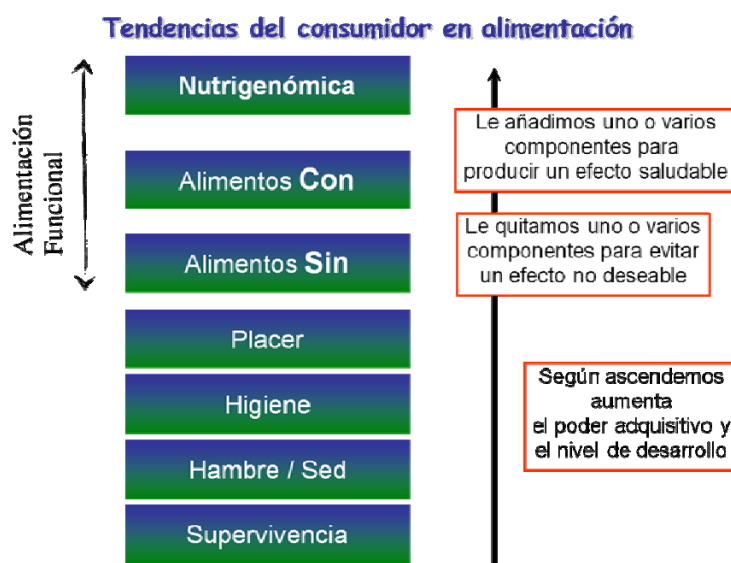 Tendencias del consumidor en alimentación
Alimentación
Funcional
Nutrigenómica
Alimentos Con
Alimentos Sin
Placer
Higiene
Hambre / Sed
Supervivencia
Le añadimos uno o varios
componentes para
producir un efecto saludable
Le quitamos uno o varios
componentes para evitar
un efecto no deseable
Según ascendemos
aumenta
el poder adquisitivo y
el nivel de desarrollo